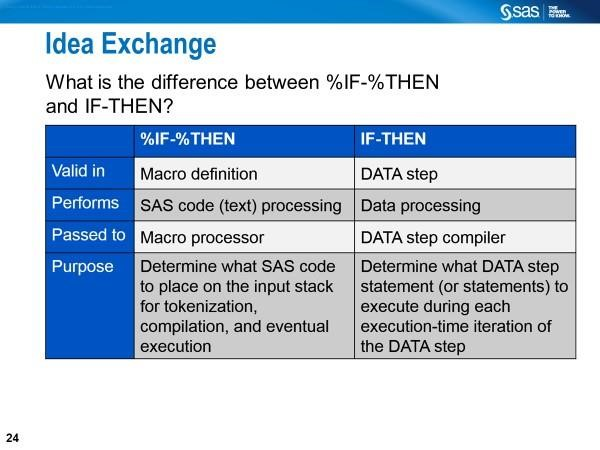 sas THE POWER TO KNOW.
Idea Exchange
What is the difference between %IF-%THEN
and IF-THEN?
%IF-%THEN IF-THEN
Valid in Macro definition DATA step
Performs SAS code (text) processing Data processing
Passed to Macro processor DATA step compiler
Purpose Determine what SAS code Determine what DATA step
to place on the input stack statement (or statements) to
for tokenization, execute during each
compilation, and eventual execution-time iteration of
execution the DATA step
24